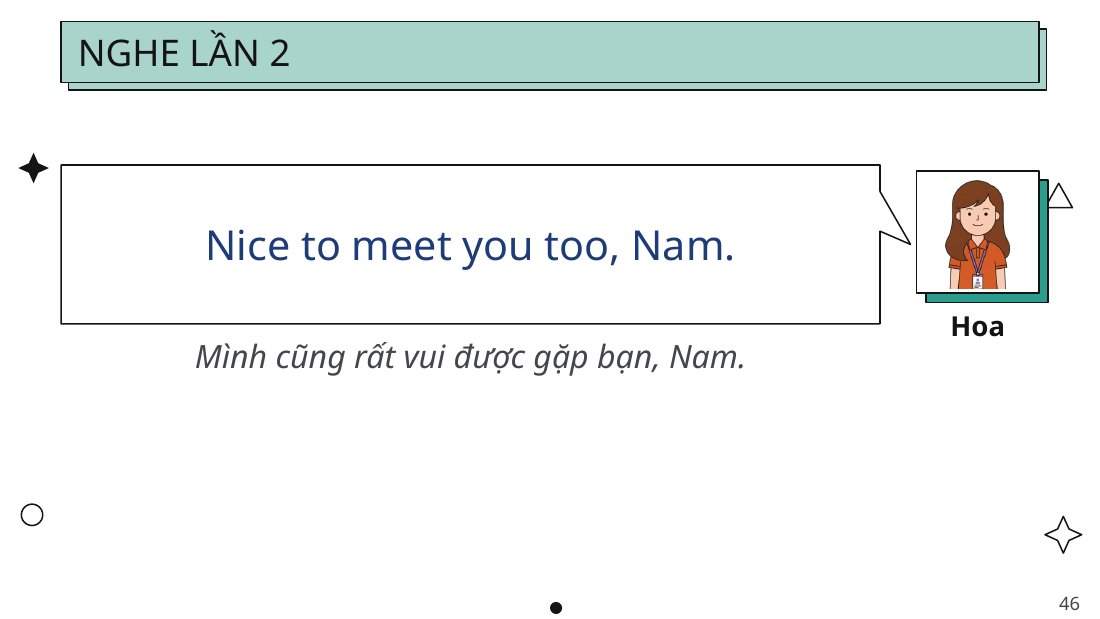 NGHE LẦN 2
Nice to meet you too, Nam.
Hoa
Mình cũng rất vui được gặp bạn, Nam.
46